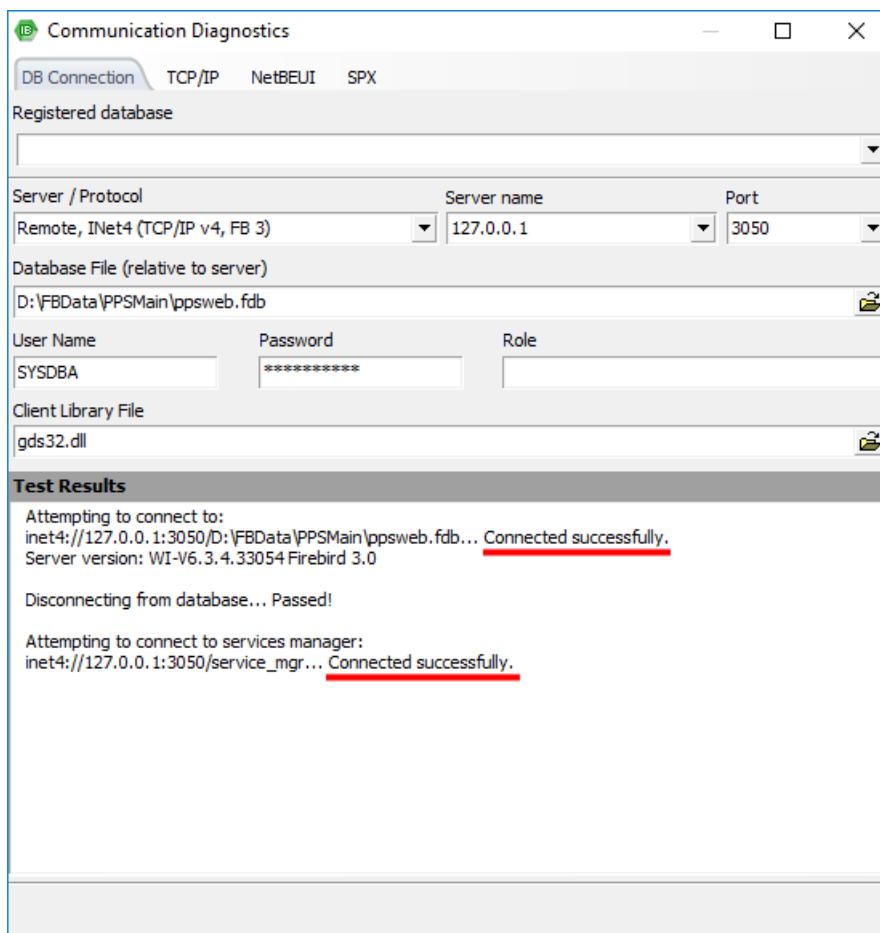 IB Communication Diagnostics
DB Connection TCP/IP NetBEUI SPX
Registered database
Server / Protocol Server name Port
Remote, INet4 (TCP/IP v4, FB 3) 127.0.0.1 3050
Database File (relative to server)
D:\FBData\PPSMain\ppsweb.fdb
User Name Password Role
SYSDBA **********
Client Library File
gds32.dll
Test Results
Attempting to connect to:
inet4://127.0.0.1:3050/D:\FBData\PPSMain\ppsweb.fdb... Connected successfully.
Server version: WI-V6.3.4.33054 Firebird 3.0
Disconnecting from database... Passed!
Attempting to connect to services manager:
inet4://127.0.0.1:3050/service_mgr... Connected successfully.